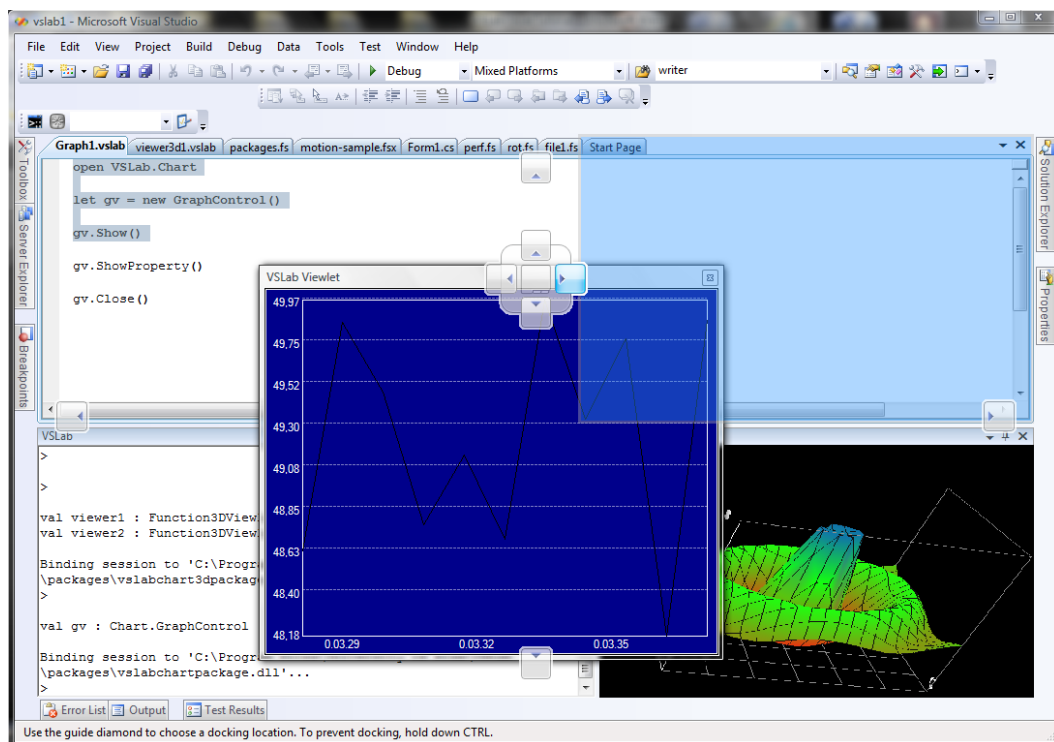 vslab1 - Microsoft Visual Studio
File Edit View Project Build Debug Data Tools Test Window Help
Debug Mixed Platforms writer
Graph1.vslab viewer3d1.vslab packages.fs motion-sample.fsx Form1.cs perf.fs rot.fs file1.fs Start Page
Toolbox
Server Explorer
Breakpoints
Solution Explorer
Properties
open VSLab.Chart
let gv = new GraphControl()
gv.Show()
gv.ShowProperty()
gv.Close()
VSLab Viewlet
49.97
49.75
49.52
49.30
49.08
48.85
48.63
48.40
48.18
0.03.29 0.03.32 0.03.35
VSLab
>
>
val viewer1 : Function3DView
val viewer2 : Function3DView
Binding session to 'C:\Progr
\packages\vslabchart3dpackag
>
val gv : Chart.GraphControl
Binding session to 'C:\Progr
\packages\vslabchartpackage.dll'...
>
Error List Output Test Results
Use the guide diamond to choose a docking location. To prevent docking, hold down CTRL.